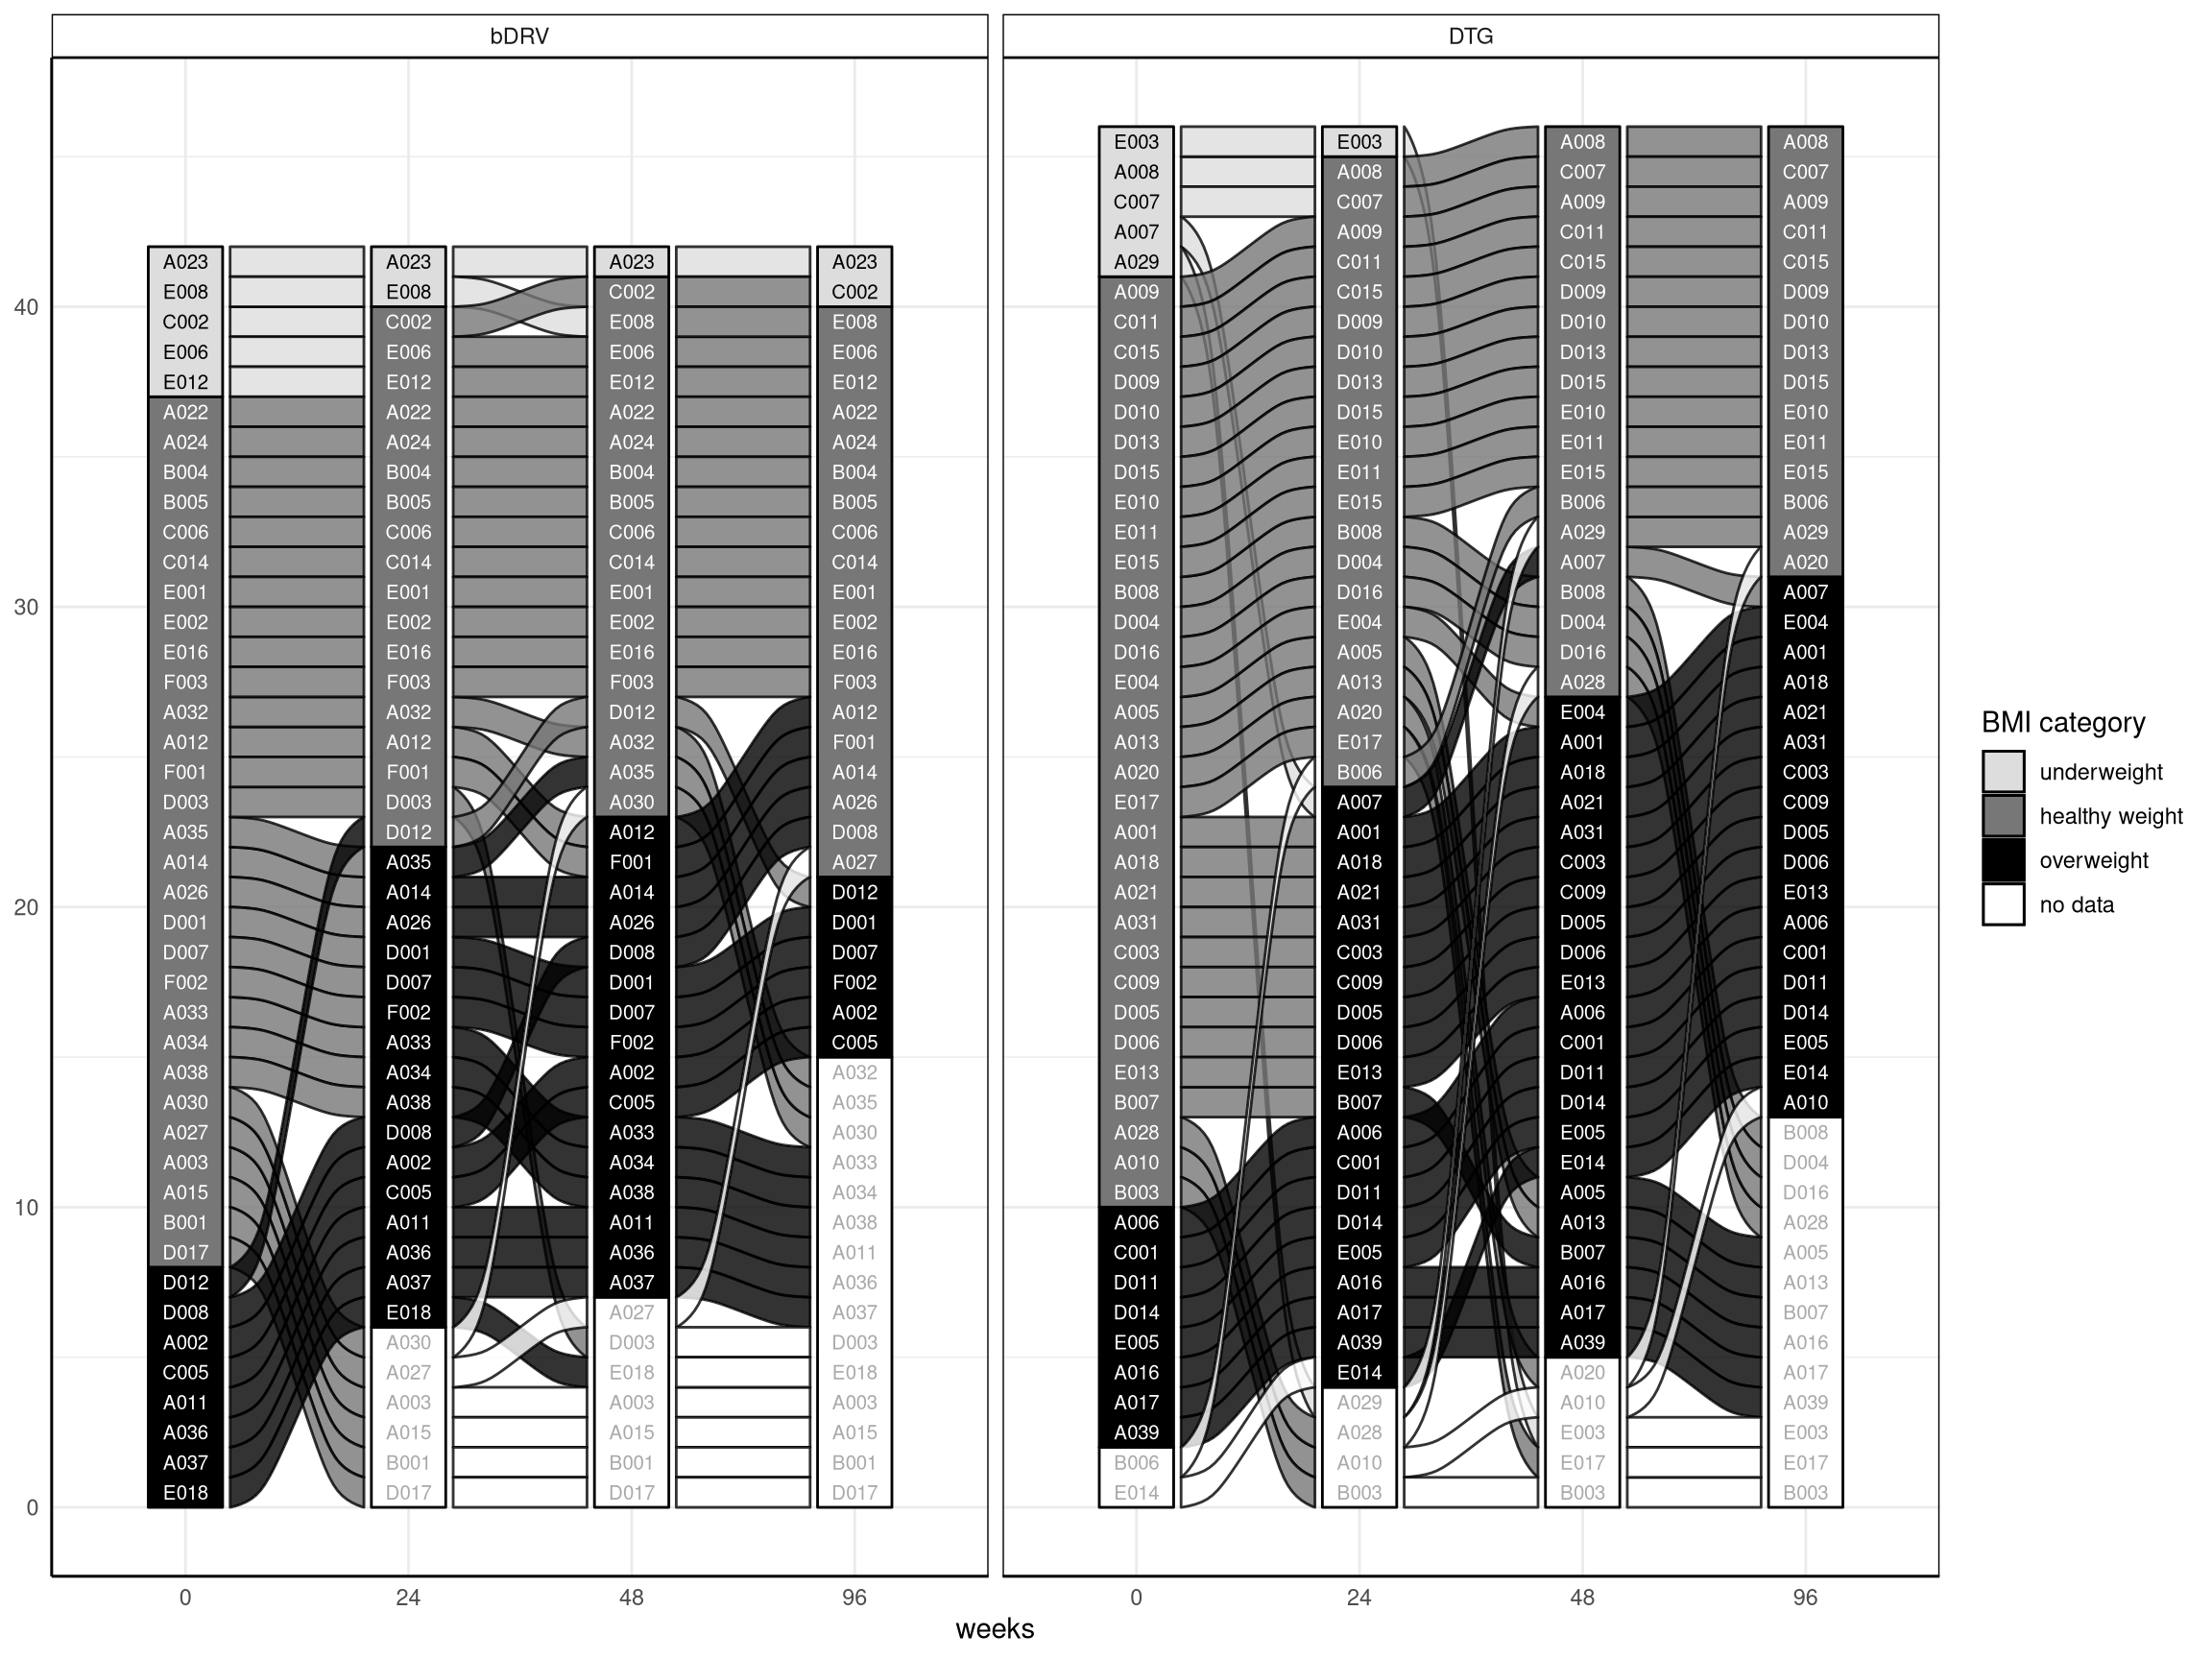 bDRV DTG
E003 E003 A008 A008
A008 A008 C007 C007
C007 C007 A009 A009
A007 A009 C011 C011
A023 A023 A023 A023 A029 C011 C015 C015
40 E008 E008 C002 C002 A009 C015 D009 D009
C002 C002 E008 E008 C011 D009 D010 D010
E006 E006 E006 E006 C015 D010 D013 D013
E012 E012 E012 E012 D009 D013 D015 D015
A022 A022 A022 A022 D010 D015 E010 E010
A024 A024 A024 A024 D013 E010 E011 E011
B004 B004 B004 B004 D015 E011 E015 E015
B005 B005 B005 B005 E010 E015 B006 B006
C006 C006 C006 C006 E011 B008 A029 A029
C014 C014 C014 C014 E015 D004 A007 A020
30 E001 E001 E001 E001 B008 D016 B008 A007
E002 E002 E002 E002 D004 E004 D004 E004
E016 E016 E016 E016 D016 A005 D016 A001
F003 F003 F003 F003 E004 A013 A028 A018
A032 A032 D012 A012 A005 A020 E004 A021
A012 A012 A032 F001 A013 E017 A001 A031
F001 F001 A035 A014 A020 B006 A018 C003
D003 D003 A030 A026 E017 A007 A021 C009
A035 D012 A012 D008 A001 A001 A031 D005
A014 A035 F001 A027 A018 A018 C003 D006
20 A026 A014 A014 D012 A021 A021 C009 E013
D001 A026 A026 D001 A031 A031 D005 A006
D007 D001 D008 D007 C003 C003 D006 C001
F002 D007 D001 F002 C009 C009 E013 D011
A033 F002 D007 A002 D005 D005 A006 D014
A034 A033 F002 C005 D006 D006 C001 E005
A038 A034 A002 A032 E013 E013 D011 E014
A030 A038 C005 A035 B007 B007 D014 A010
A027 D008 A033 A030 A028 A006 E005 B008
A003 A002 A034 A033 A010 C001 E014 D004
10 A015 C005 A038 A034 B003 D011 A005 D016
B001 A011 A011 A038 A006 D014 A013 A028
D017 A036 A036 A011 C001 E005 B007 A005
D012 A037 A037 A036 D011 A016 A016 A013
D008 E018 A027 A037 D014 A017 A017 B007
A002 A030 D003 D003 E005 A039 A039 A016
C005 A027 E018 E018 A016 E014 A020 A017
A011 A003 A003 A003 A017 A029 A010 A039
A036 A015 A015 A015 A039 A028 E003 E003
A037 B001 B001 B001 B006 A010 E017 E017
0 E018 D017 D017 D017 E014 B003 B003 B003
0 24 48 96 0 24 48 96
weeks
BMI category
underweight
healthy weight
overweight
no data